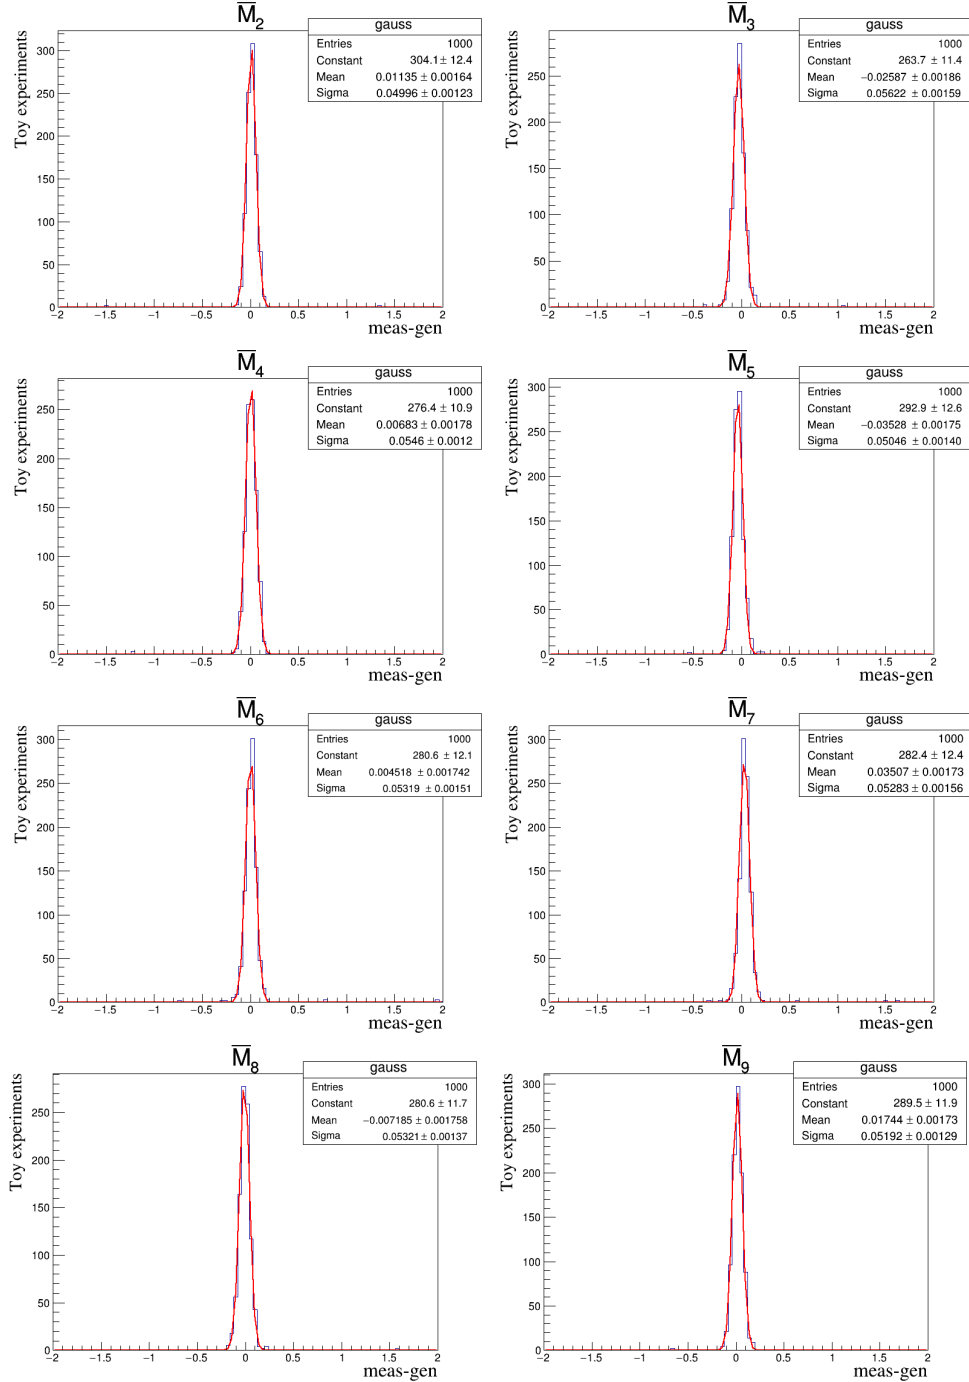 M̅2
gauss
Entries 1000
Constant 304.1 ± 12.4
Mean 0.01135 ± 0.00164
Sigma 0.04996 ± 0.00123
Toy experiments
300
250
200
150
100
50
0
−2 −1.5 −1 −0.5 0 0.5 1 1.5 2
meas-gen
M̅3
gauss
Entries 1000
Constant 263.7 ± 11.4
Mean −0.02587 ± 0.00186
Sigma 0.05622 ± 0.00159
Toy experiments
250
200
150
100
50
0
−2 −1.5 −1 −0.5 0 0.5 1 1.5 2
meas-gen
M̅4
gauss
Entries 1000
Constant 276.4 ± 10.9
Mean 0.00683 ± 0.00178
Sigma 0.0546 ± 0.0012
Toy experiments
250
200
150
100
50
0
−2 −1.5 −1 −0.5 0 0.5 1 1.5 2
meas-gen
M̅5
gauss
Entries 1000
Constant 292.9 ± 12.6
Mean −0.03528 ± 0.00175
Sigma 0.05046 ± 0.00140
Toy experiments
300
250
200
150
100
50
0
−2 −1.5 −1 −0.5 0 0.5 1 1.5 2
meas-gen
M̅6
gauss
Entries 1000
Constant 280.6 ± 12.1
Mean 0.004518 ± 0.001742
Sigma 0.05319 ± 0.00151
Toy experiments
300
250
200
150
100
50
0
−2 −1.5 −1 −0.5 0 0.5 1 1.5 2
meas-gen
M̅7
gauss
Entries 1000
Constant 282.4 ± 12.4
Mean 0.03507 ± 0.00173
Sigma 0.05283 ± 0.00156
Toy experiments
300
250
200
150
100
50
0
−2 −1.5 −1 −0.5 0 0.5 1 1.5 2
meas-gen
M̅8
gauss
Entries 1000
Constant 280.6 ± 11.7
Mean −0.007185 ± 0.001758
Sigma 0.05321 ± 0.00137
Toy experiments
250
200
150
100
50
0
−2 −1.5 −1 −0.5 0 0.5 1 1.5 2
meas-gen
M̅9
gauss
Entries 1000
Constant 289.5 ± 11.9
Mean 0.01744 ± 0.00173
Sigma 0.05192 ± 0.00129
Toy experiments
300
250
200
150
100
50
0
−2 −1.5 −1 −0.5 0 0.5 1 1.5 2
meas-gen